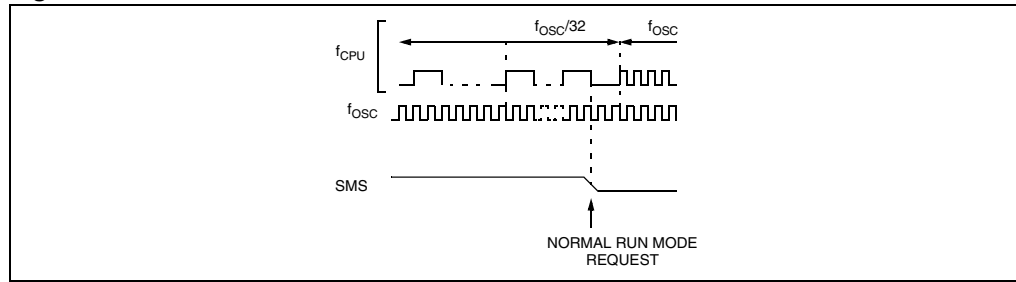 fOSC/32
fOSC
fCPU
fOSC
SMS
NORMAL RUN MODE
REQUEST